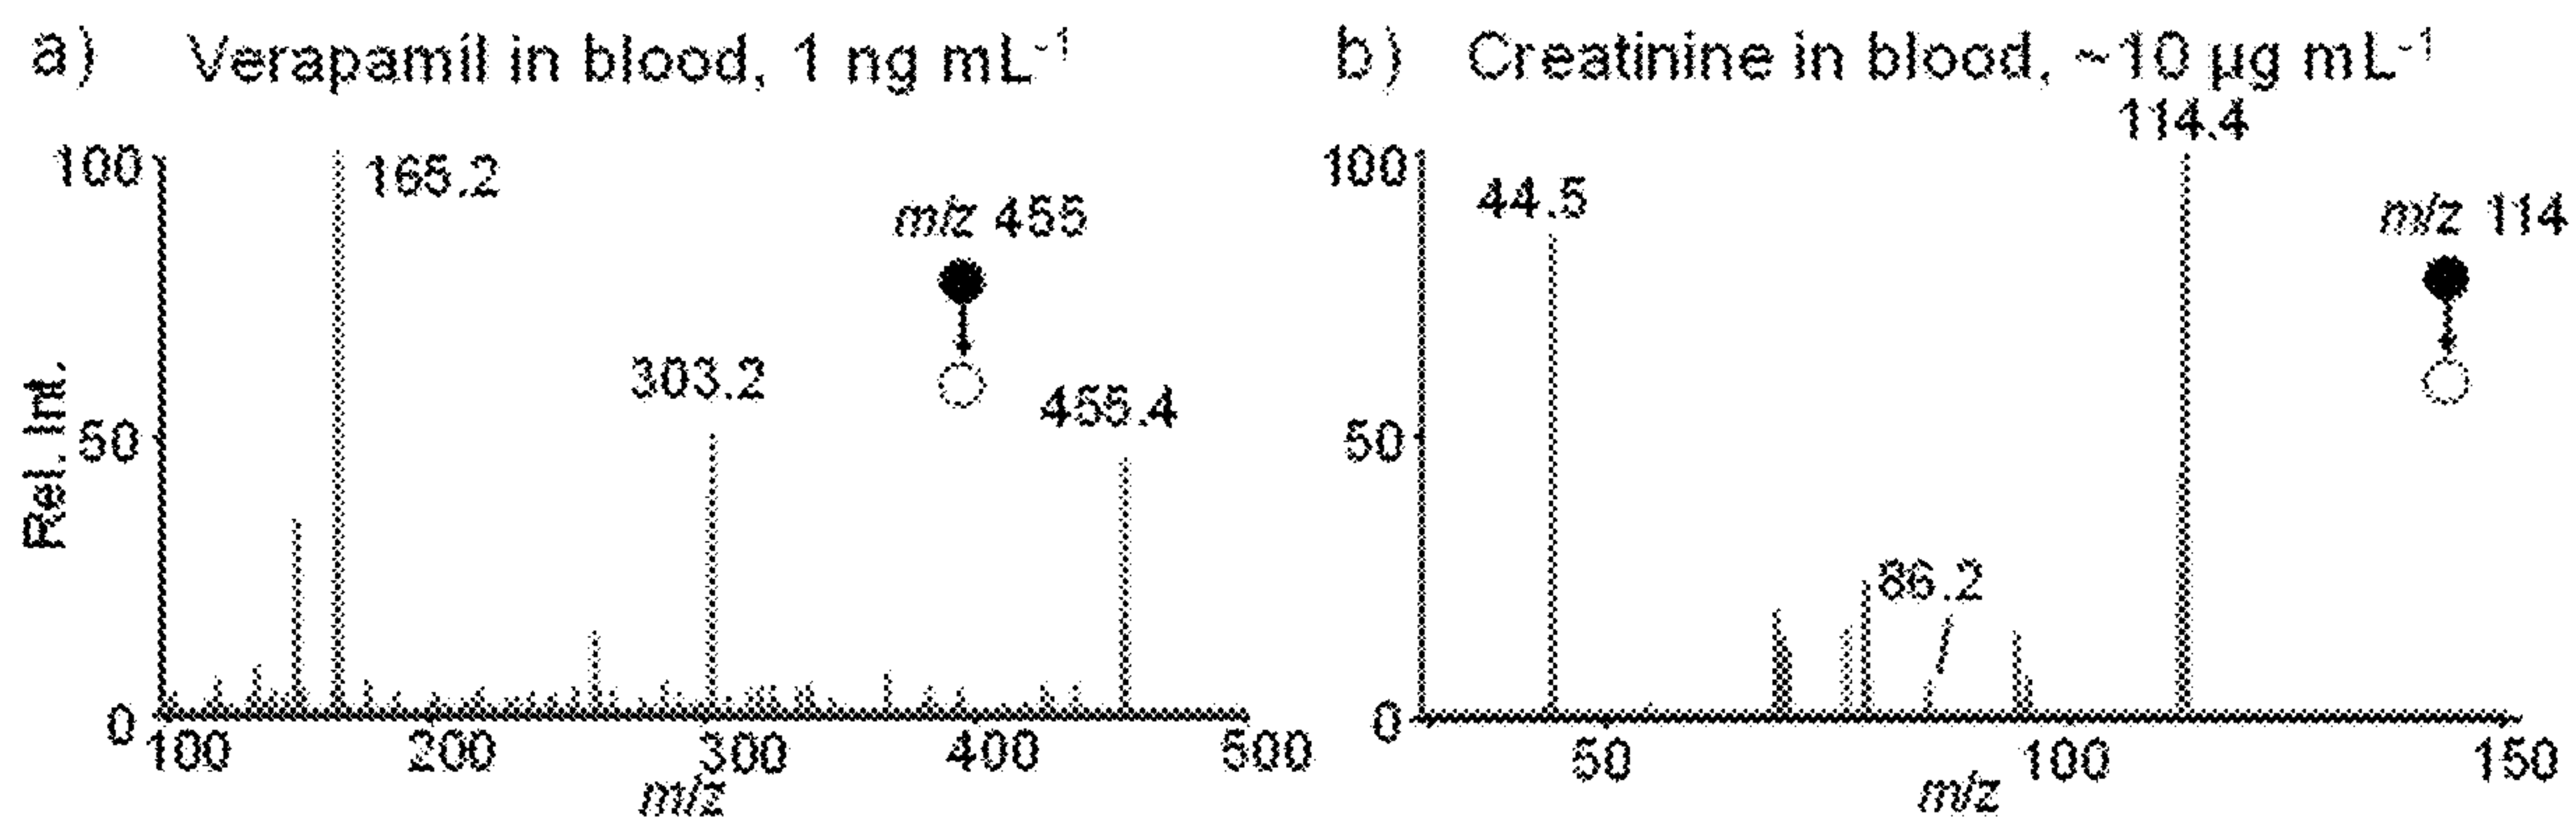 a) Verapamil in blood, 1 ng mL-1
100
165.2
m/z 455
303.2
455.4
Rel. Int.
50
0
100 200 300 400 500
m/z
b) Creatinine in blood, ~10 µg mL-1
114.4
100
44.5
m/z 114
50
86.2
0
50 100 150
m/z